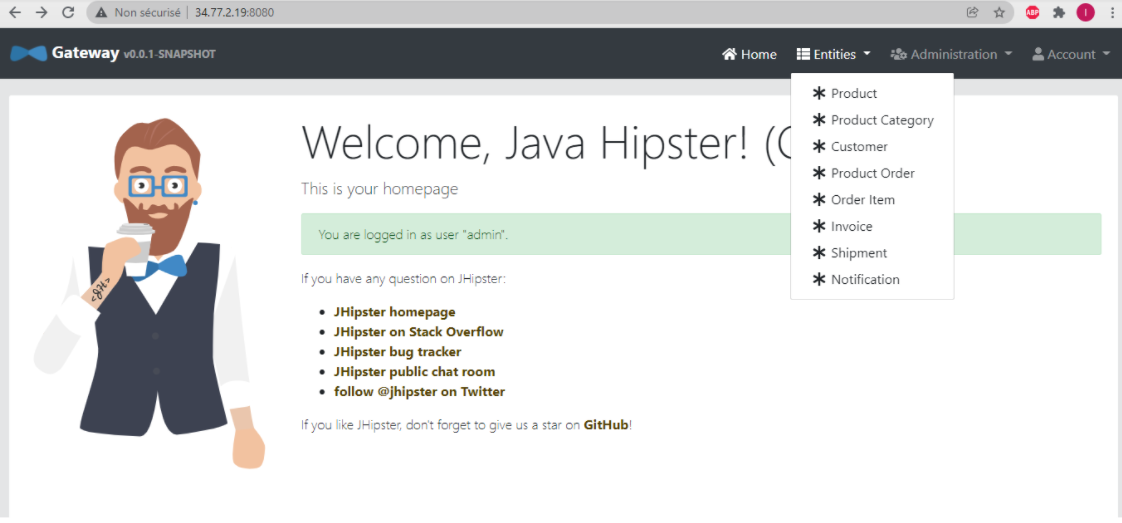 Non sécurisé 34.77.2.19:8080
ABP
I
Gateway v0.0.1-SNAPSHOT
Home Entities Administration Account
Product
Product Category
Customer
Product Order
Order Item
Invoice
Shipment
Notification
Welcome, Java Hipster! (
This is your homepage
You are logged in as user "admin".
If you have any question on JHipster:
JHipster homepage
JHipster on Stack Overflow
JHipster bug tracker
JHipster public chat room
follow @jhipster on Twitter
If you like JHipster, don't forget to give us a star on GitHub!
<JH>